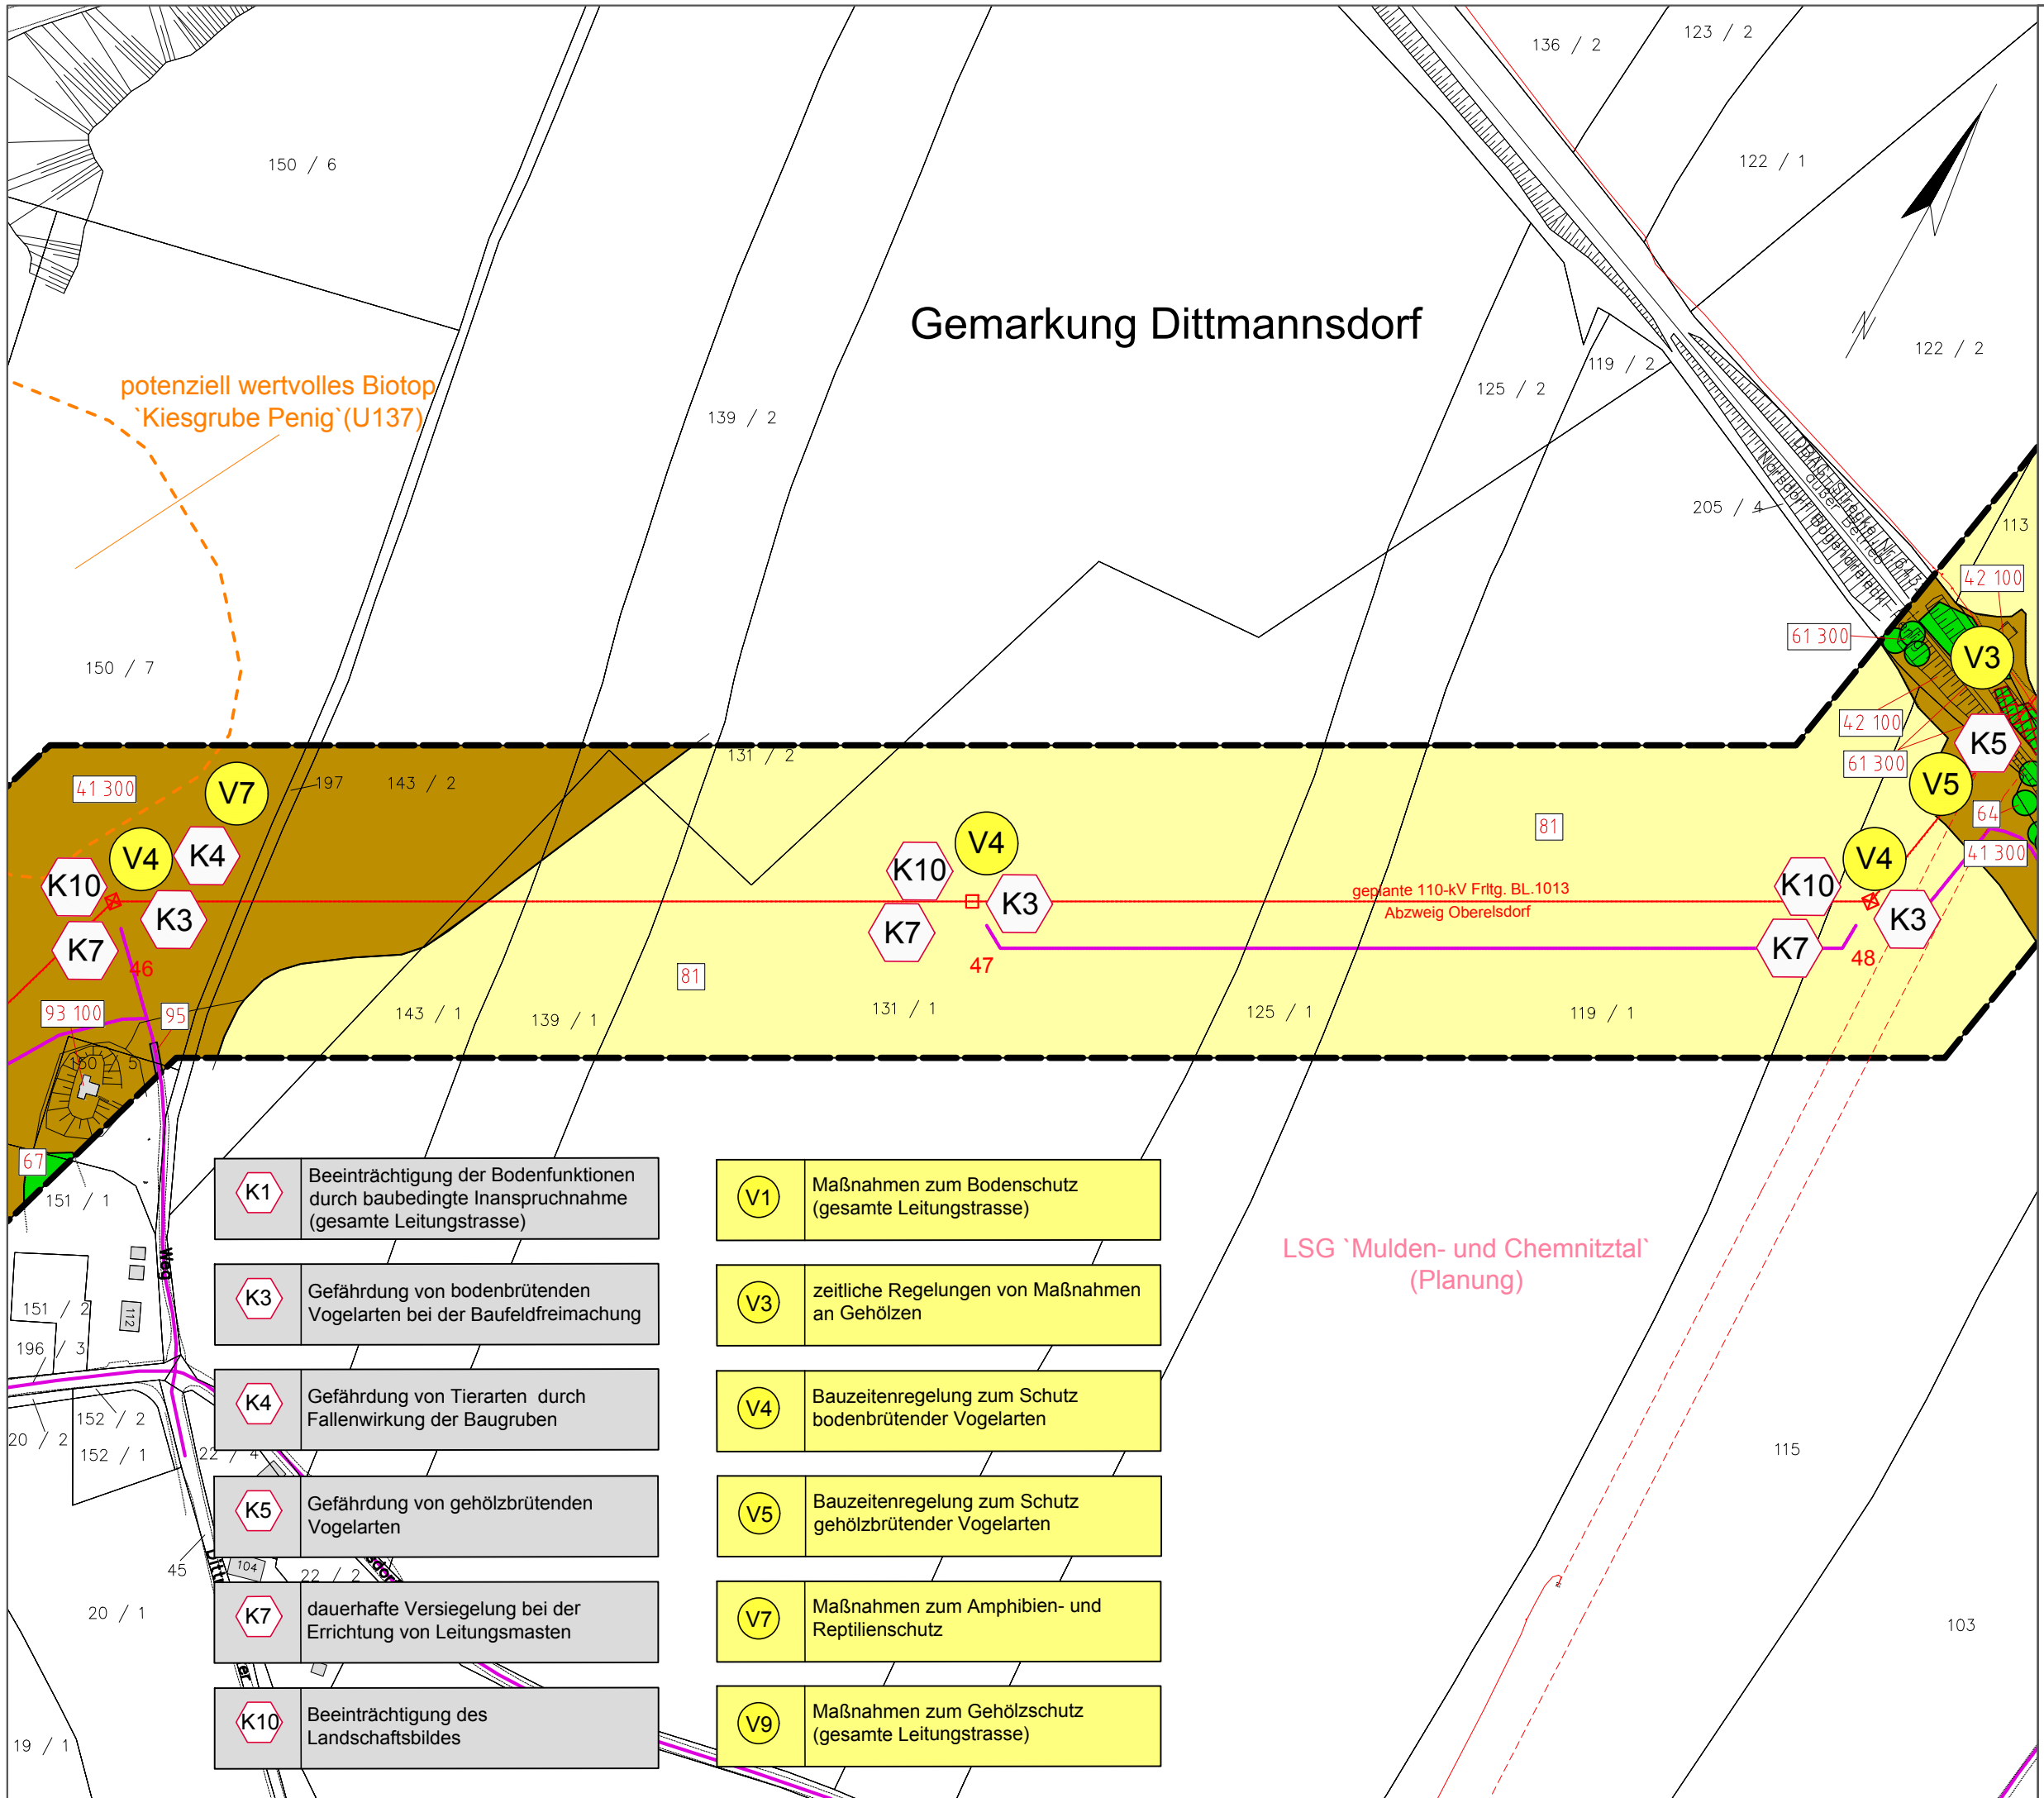 136 / 2
123 / 2
122 / 1
150 / 6
Gemarkung Dittmannsdorf
N
122 / 2
119 / 2
125 / 2
potenziell wertvolles Biotop
`Kiesgrube Penig`(U137)
139 / 2
205 / 4
113
42 100
61 300
V3
150 / 7
42 100
K5
61 300
131 / 2
41 300
V7
197
143 / 2
V5
64
81
V4
K4
V4
V4
41 300
K10
K10
K10
geplante 110-kV Frltg. BL.1013
Abzweig Oberelsdorf
K3
K3
K3
K7
K7
K7
46
47
48
81
93 100
95
143 / 1
139 / 1
131 / 1
125 / 1
119 / 1
150 / 5
67
151 / 1
K1
Beeinträchtigung der Bodenfunktionen
durch baubedingte Inanspruchnahme
(gesamte Leitungstrasse)
V1
Maßnahmen zum Bodenschutz
(gesamte Leitungstrasse)
LSG `Mulden- und Chemnitztal`
(Planung)
Weg
K3
Gefährdung von bodenbrütenden
Vogelarten bei der Baufeldfreimachung
V3
zeitliche Regelungen von Maßnahmen
an Gehölzen
151 / 2
112
196 / 3
K4
Gefährdung von Tierarten durch
Fallenwirkung der Baugruben
V4
Bauzeitenregelung zum Schutz
bodenbrütender Vogelarten
152 / 2
20 / 2
152 / 1
22 / 4
115
K5
Gefährdung von gehölzbrütenden
Vogelarten
V5
Bauzeitenregelung zum Schutz
gehölzbrütender Vogelarten
45
104
22 / 2
20 / 1
K7
dauerhafte Versiegelung bei der
Errichtung von Leitungsmasten
V7
Maßnahmen zum Amphibien- und
Reptilienschutz
103
K10
Beeinträchtigung des
Landschaftsbildes
V9
Maßnahmen zum Gehölzschutz
(gesamte Leitungstrasse)
19 / 1